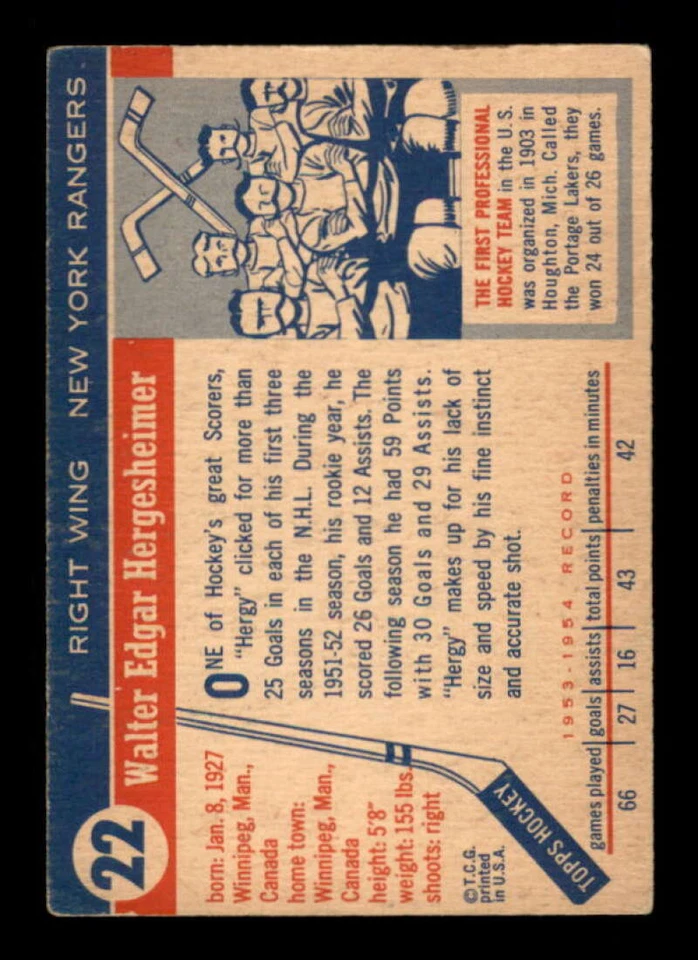 22
RIGHT WING NEW YORK RANGERS
Walter Edgar Hergesheimer
born: Jan. 8, 1927
Winnipeg, Man.,
Canada
home town:
Winnipeg, Man.,
Canada
height: 5'8"
weight: 155 lbs.
shoots: right
© T.C.G.
printed
in U.S.A.
TOPPS HOCKEY
ONE of Hockey's great Scorers,
"Hergy" clicked for more than
25 Goals in each of his first three
seasons in the N.H.L. During the
1951-52 season, his rookie year, he
scored 26 Goals and 12 Assists. The
following season he had 59 Points
with 30 Goals and 29 Assists.
"Hergy" makes up for his lack of
size and speed by his fine instinct
and accurate shot.
THE FIRST PROFESSIONAL
HOCKEY TEAM in the U.S.
was organized in 1903 in
Houghton, Mich. Called
the Portage Lakers, they
won 24 out of 26 games.
1953-1954 RECORD
games played goals assists total points penalties in minutes
66 27 16 43 42